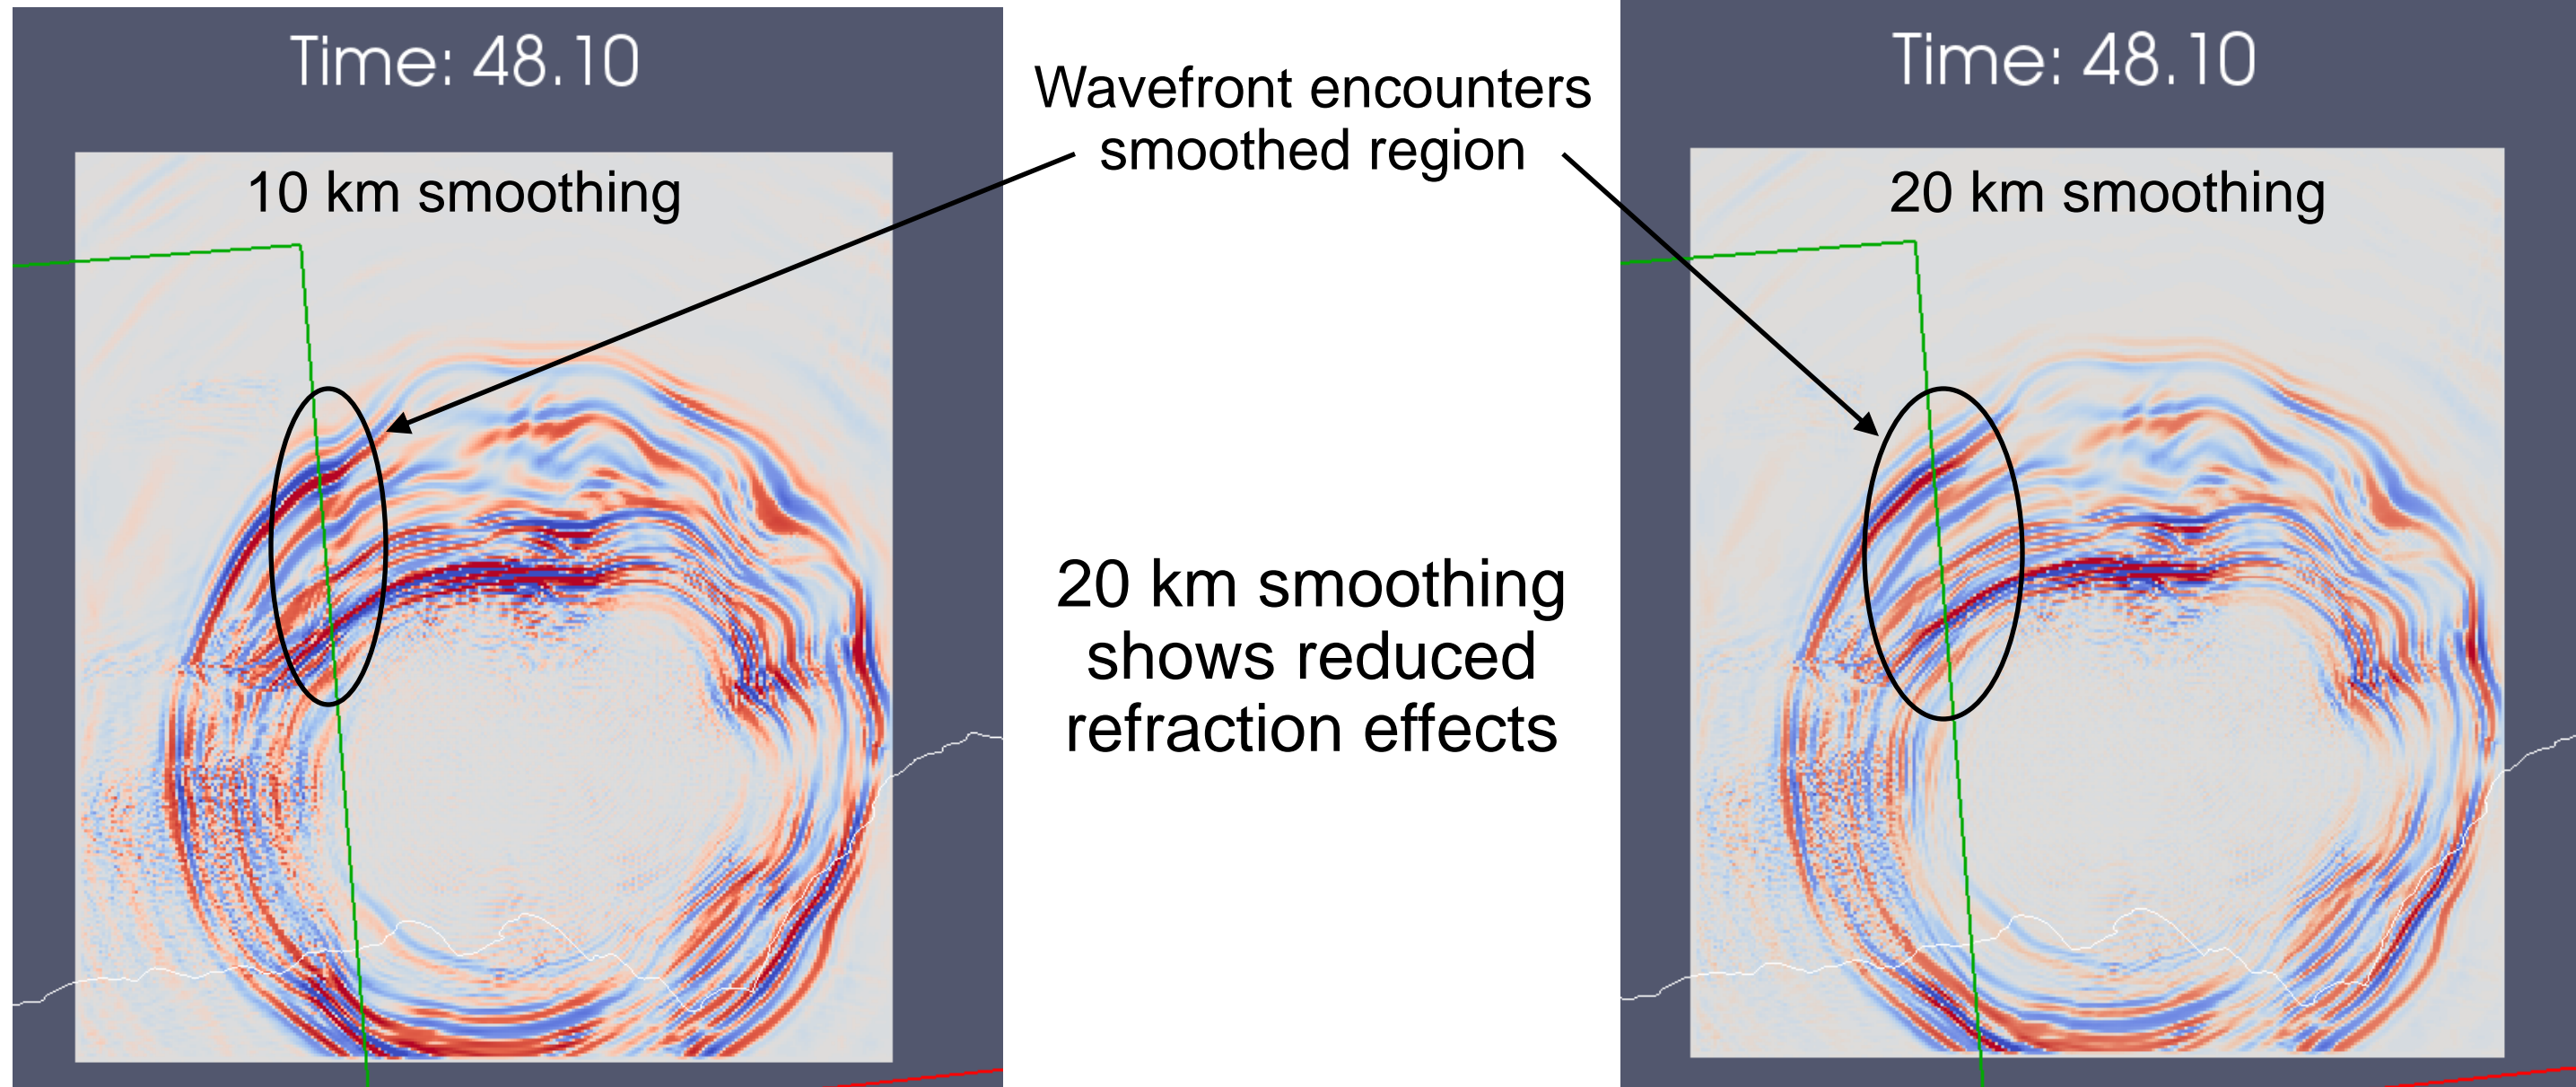 Time: 48.10
10 km smoothing
Wavefront encounters
smoothed region
20 km smoothing
shows reduced
refraction effects
Time: 48.10
20 km smoothing